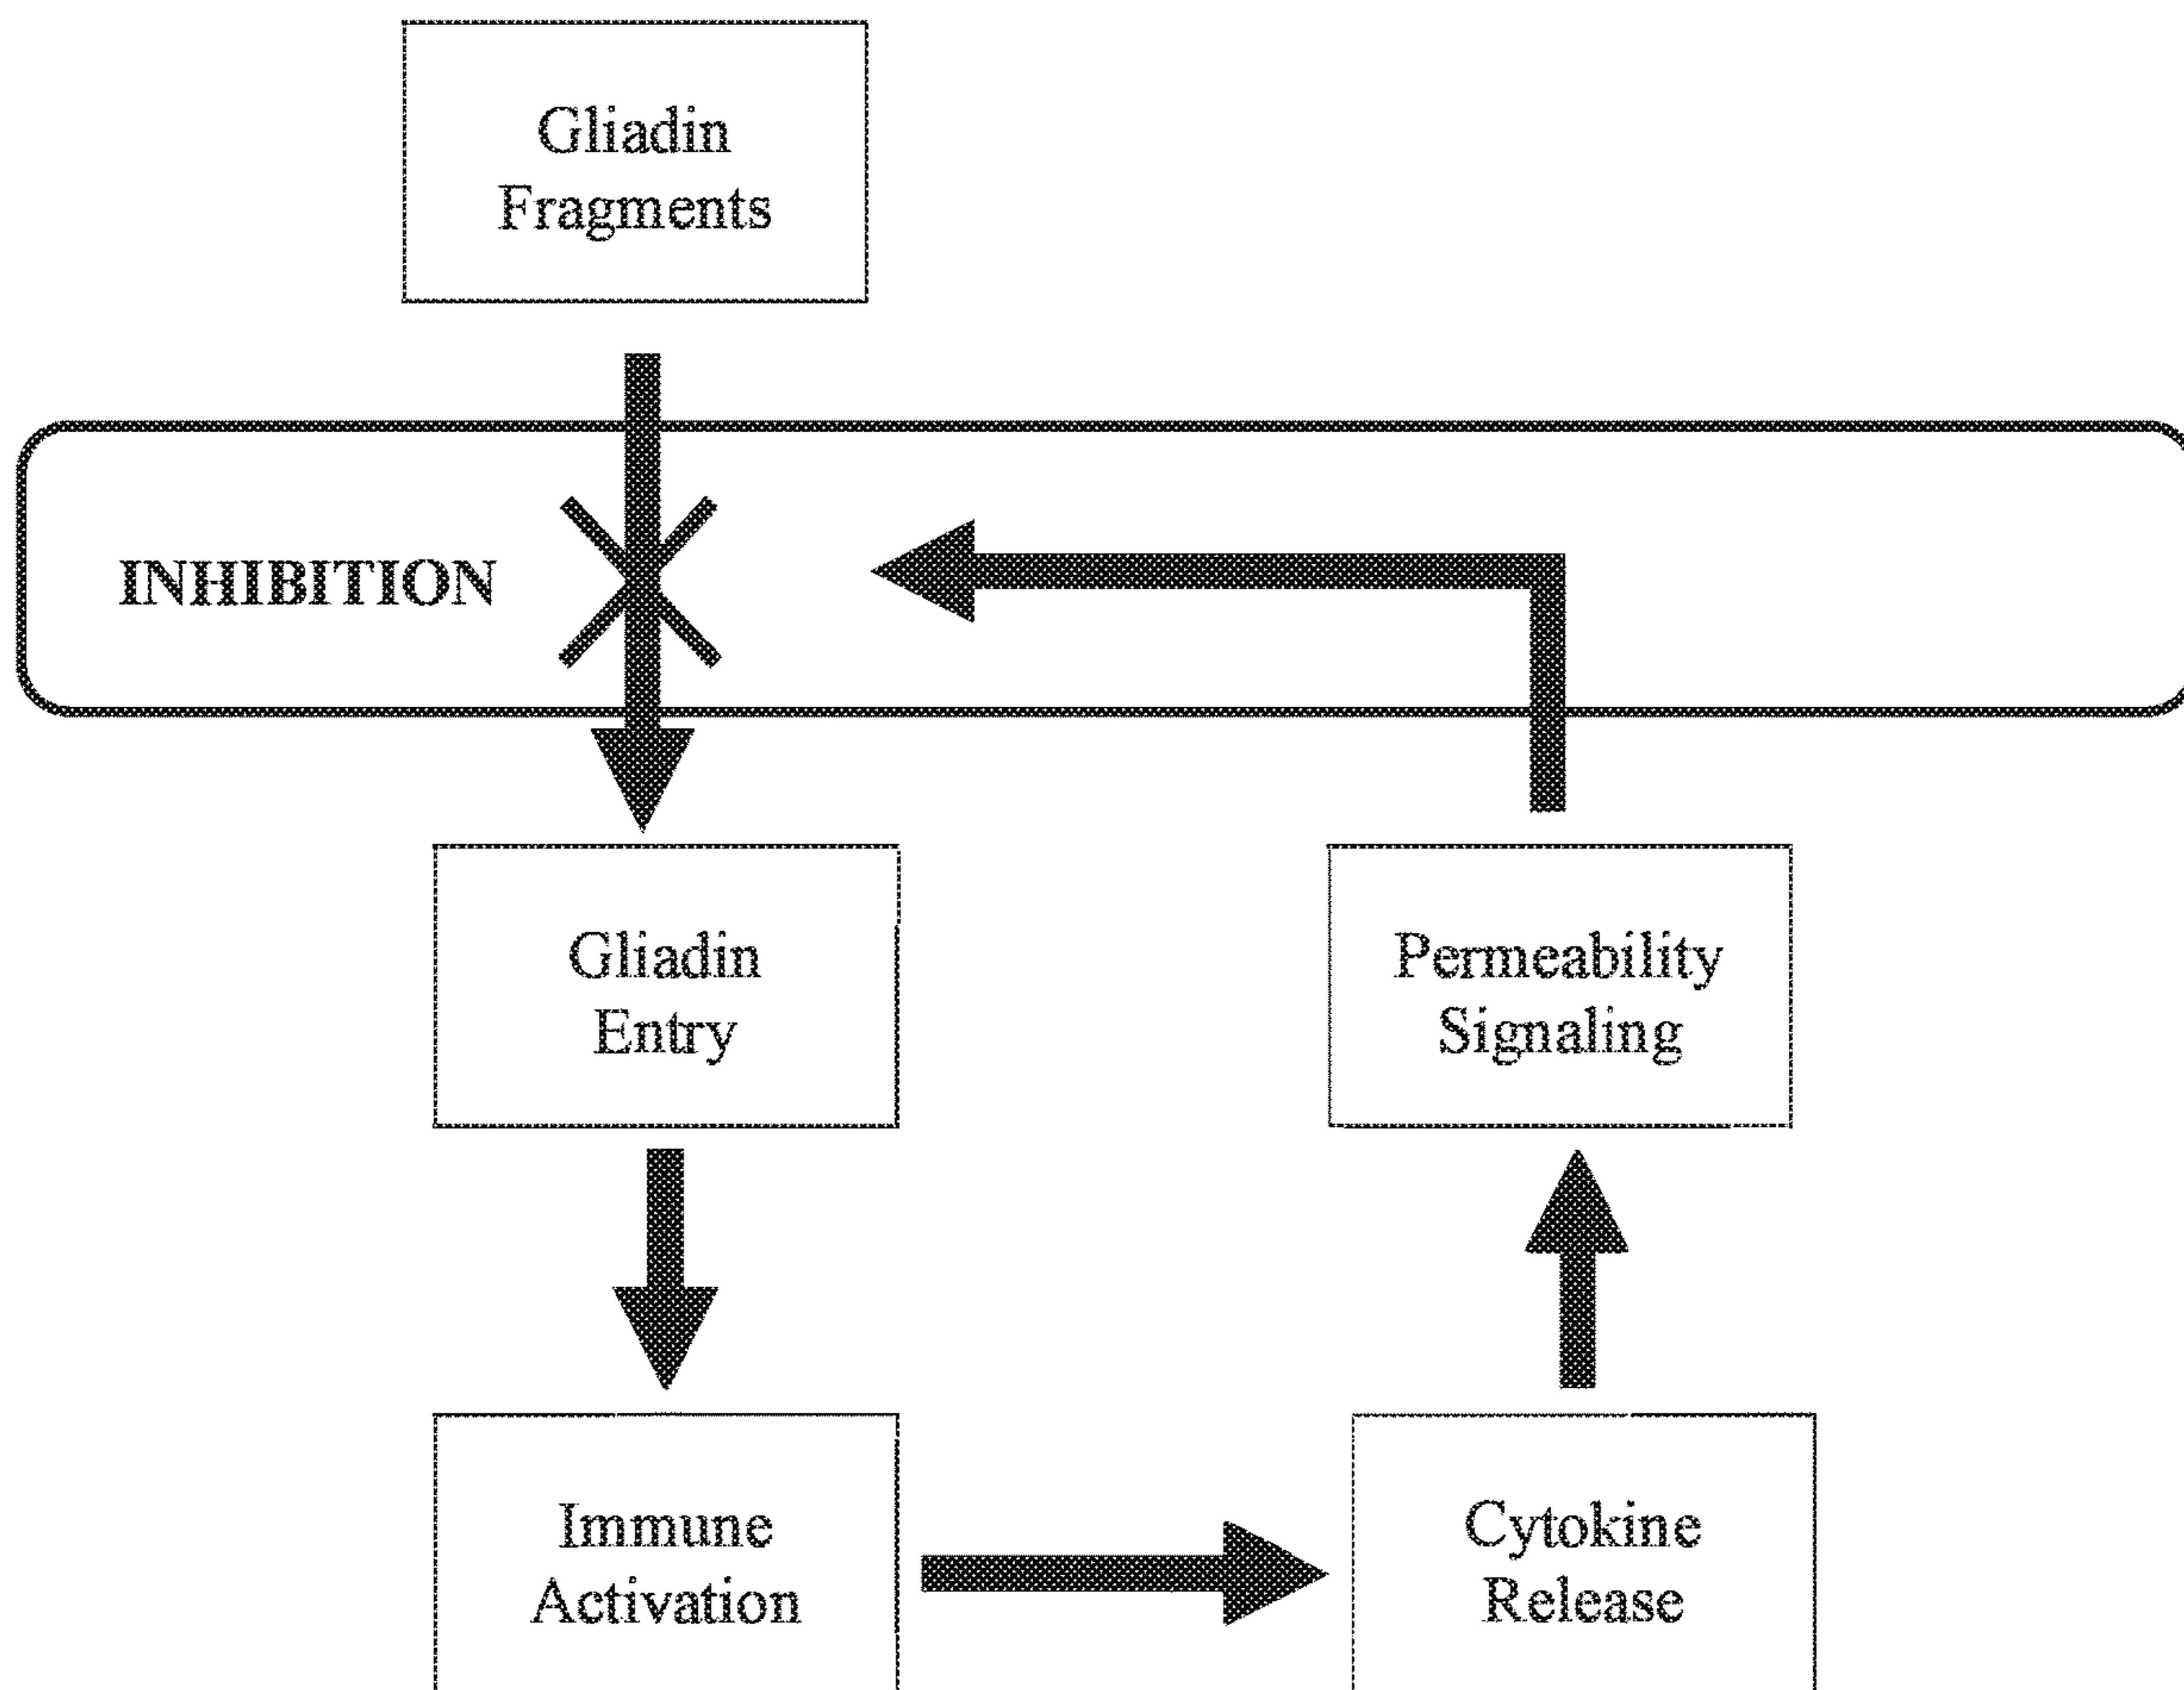 Gliadin
Fragments
INHIBITION
Gliadin
Entry
Permeability
Signaling
Immune
Activation
Cytokine
Release